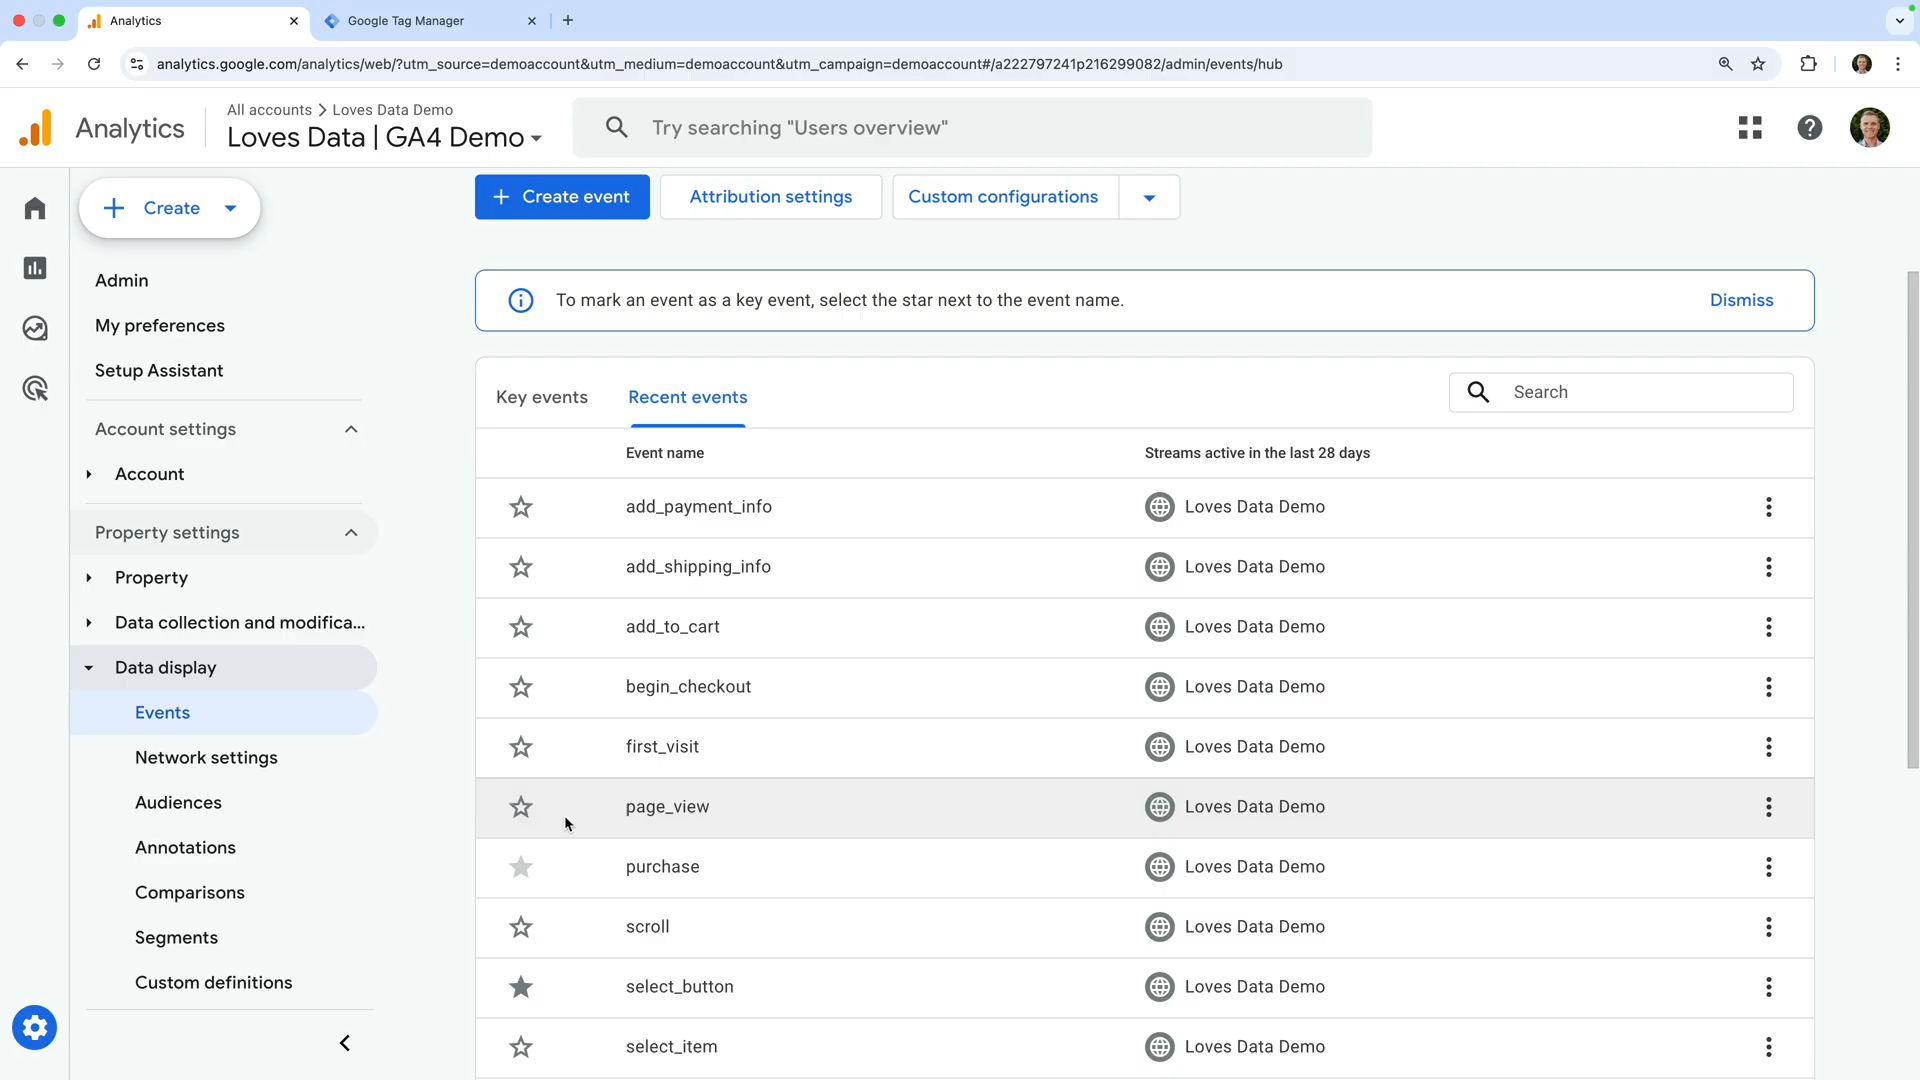 Analytics
Google Tag Manager
analytics.google.com/analytics/web/?utm_source=demoaccount&utm_medium=demoaccount&utm_campaign=demoaccount#/a222797241p216299082/admin/events/hub
Analytics
All accounts > Loves Data Demo
Loves Data | GA4 Demo
Try searching "Users overview"
Create
Admin
My preferences
Setup Assistant
Account settings
Account
Property settings
Property
Data collection and modifica...
Data display
Events
Network settings
Audiences
Annotations
Comparisons
Segments
Custom definitions
Create event
Attribution settings
Custom configurations
To mark an event as a key event, select the star next to the event name.
Dismiss
Key events
Recent events
Search
Event name
Streams active in the last 28 days
add_payment_info
Loves Data Demo
add_shipping_info
Loves Data Demo
add_to_cart
Loves Data Demo
begin_checkout
Loves Data Demo
first_visit
Loves Data Demo
page_view
Loves Data Demo
purchase
Loves Data Demo
scroll
Loves Data Demo
select_button
Loves Data Demo
select_item
Loves Data Demo